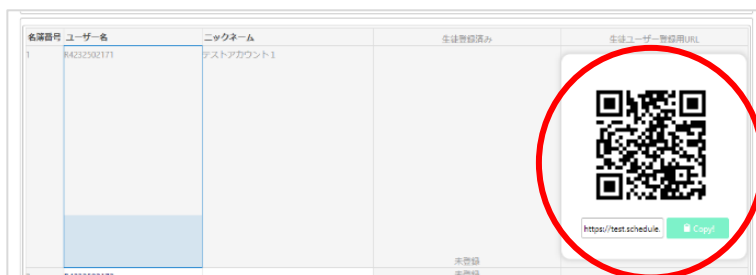 名簿番号 ユーザー名 ニックネーム 生徒登録済み 生徒ユーザー登録用URL
1 R4232502171 テストアカウント1
https://test.schedule. Copy!
未登録
未登録